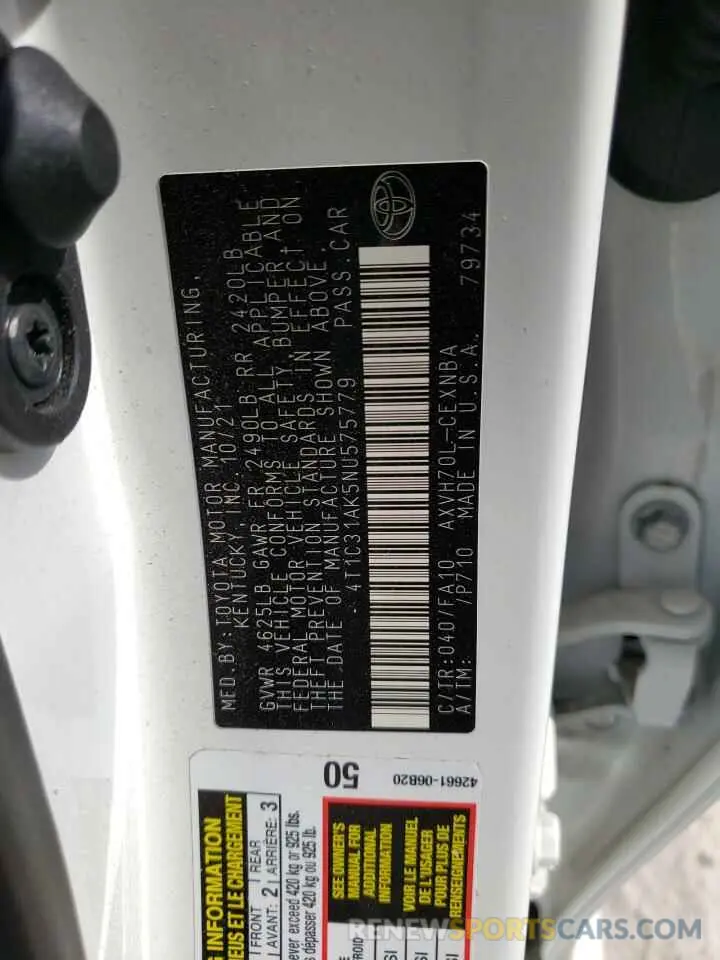 MFD. BY: TOYOTA MOTOR MANUFACTURING,
KENTUCKY, INC. 10/21
GVWR 4625LB GAWR FR 2490LB RR 2420LB
THIS VEHICLE CONFORMS TO ALL APPLICABLE
FEDERAL MOTOR VEHICLE SAFETY, BUMPER AND
THEFT PREVENTION STANDARDS IN EFFECT ON
THE DATE OF MANUFACTURE SHOWN ABOVE.
4T1C31AK5NU575779 PASS. CAR
C/TR:040D7/FA10 AXVH70L-CEXNBA
A/TM: /P710 MADE IN U.S.A. 79734
50
42661-06B20
INFORMATION
ET LE CHARGEMENT
FRONT 2 REAR 3
AVANT: ARRIÈRE:
exceed 420 kg or 925 lbs.
dépasser 420 kg ou 925 lb.
SEE OWNER'S
MANUAL FOR
ADDITIONAL
INFORMATION
VOIR LE MANUEL
DE L'USAGER
POUR PLUS DE
RENSEIGNEMENTS
RENEWSPORTSCARS.COM